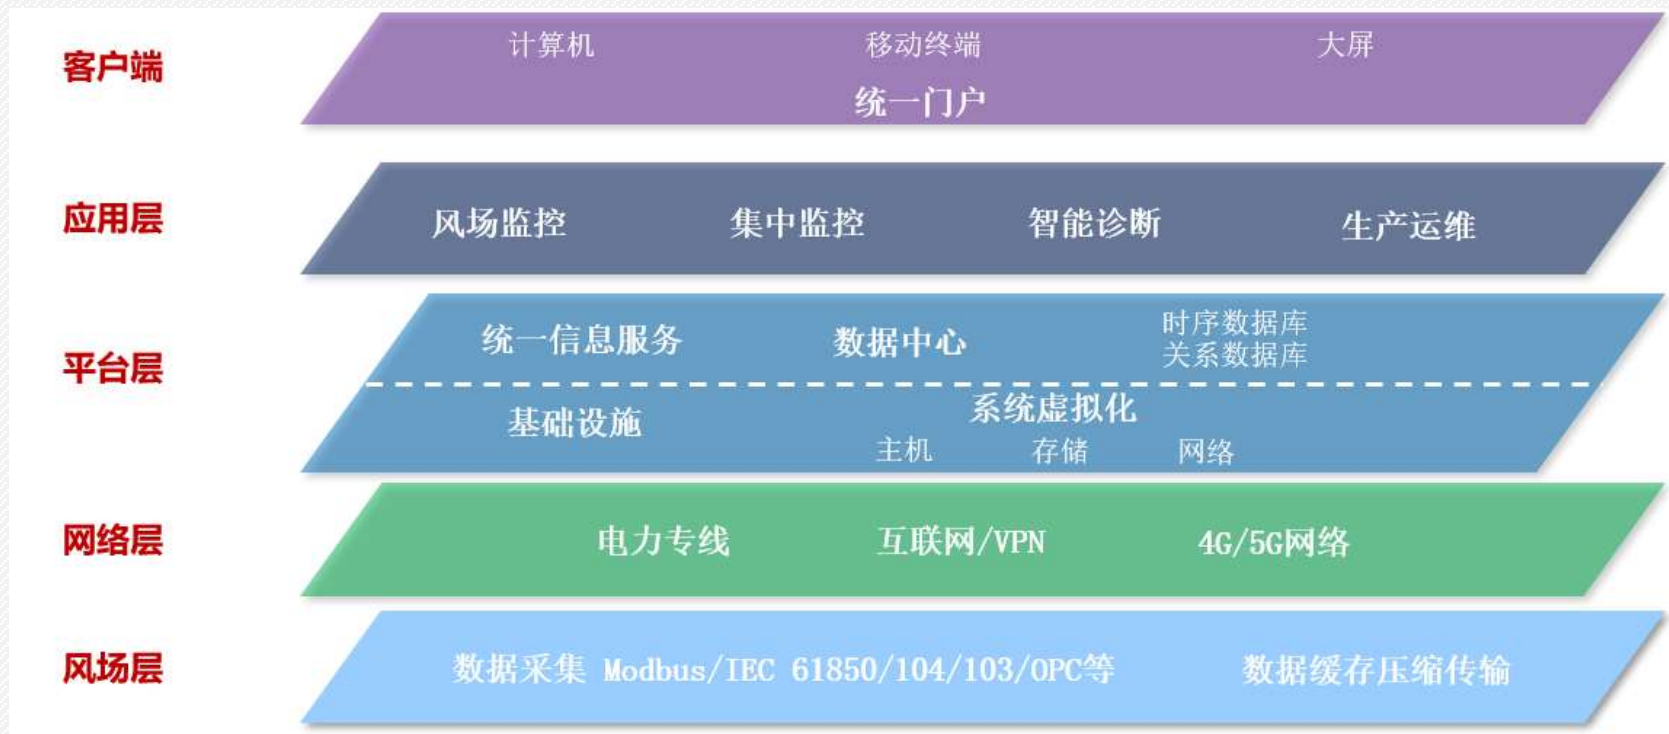 客户端
计算机 移动终端 大屏
统一门户
应用层
风场监控 集中监控 智能诊断 生产运维
平台层
统一信息服务 数据中心 时序数据库
关系数据库
基础设施 系统虚拟化
主机 存储 网络
网络层
电力专线 互联网/VPN 4G/5G网络
风场层
数据采集 Modbus/IEC 61850/104/103/OPC等 数据缓存压缩传输